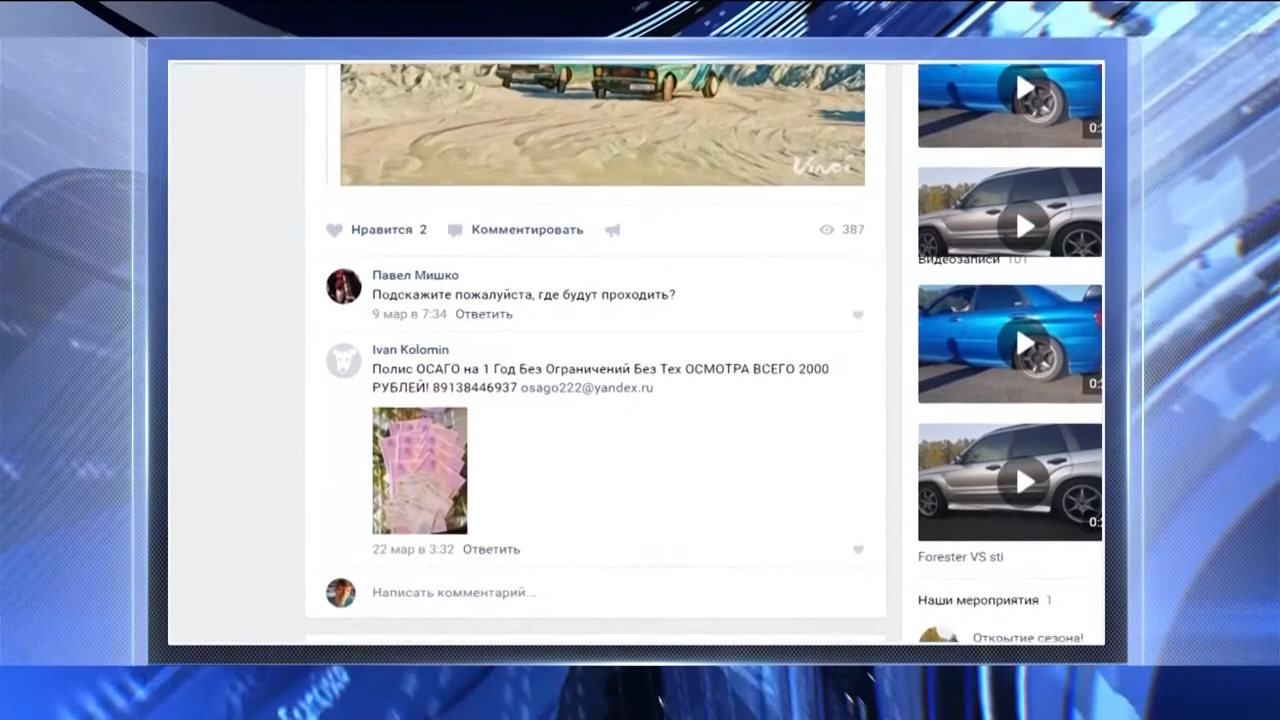 Vinci
Нравится 2
Комментировать
387
Павел Мишко
Подскажите пожалуйста, где будут проходить?
9 мар в 7:34 Ответить
Ivan Kolomin
Полис ОСАГО на 1 Год Без Ограничений Без Тех ОСМОТРА ВСЕГО 2000
РУБЛЕЙ! 89138446937 osago222@yandex.ru
22 мар в 3:32 Ответить
Написать комментарий...
Видеозаписи 101
Forester VS sti
Наши мероприятия 1
Открытие сезона!